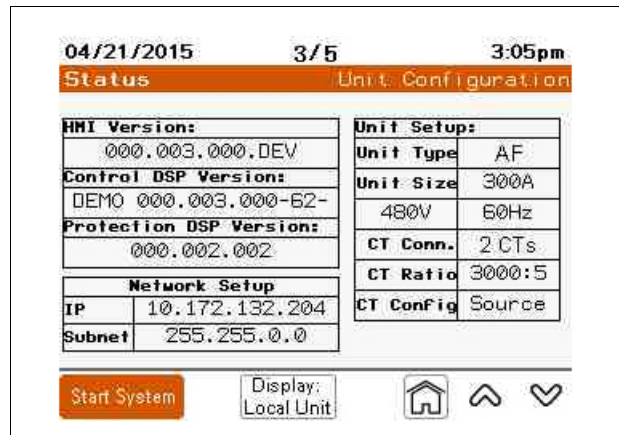 04/21/2015 3/5 3:05pm
Status Unit Configuration
HMI Version:
000.003.000.DEV
Control DSP Version:
DEMO 000.003.000-62-
Protection DSP Version:
000.002.002
Network Setup
IP 10.172.132.204
Subnet 255.255.0.0
Unit Setup:
Unit Type AF
Unit Size 300A
480V 60Hz
CT Conn. 2 CTs
CT Ratio 3000:5
CT Config Source
Start System
Display:
Local Unit